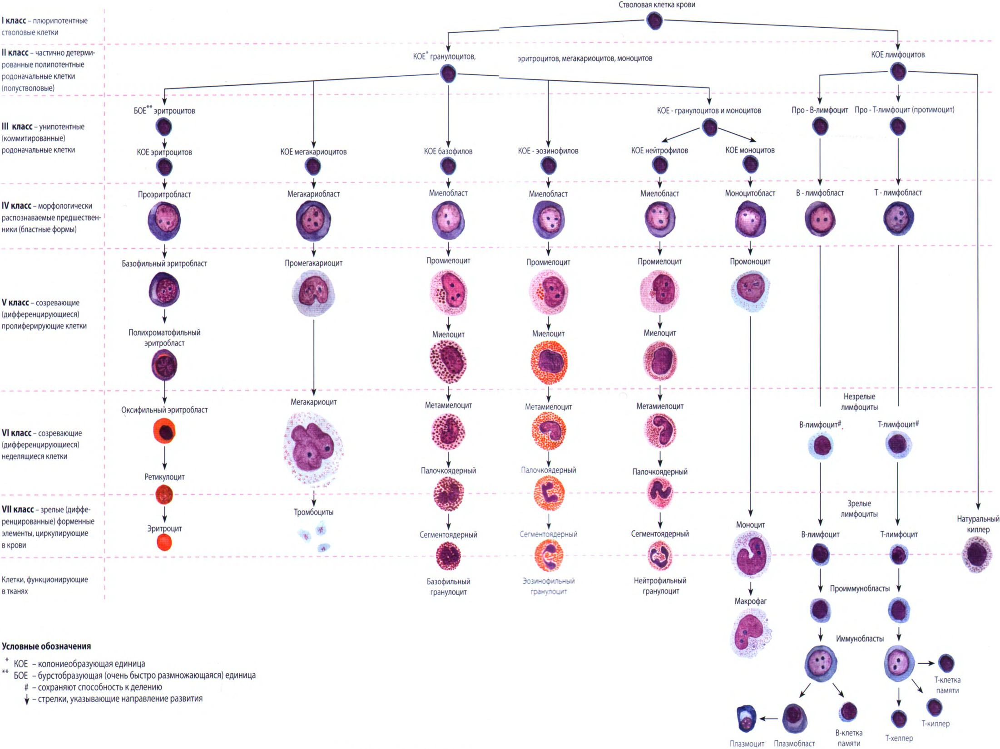 Стволовая клетка крови
I класс – плюрипотентные
стволовые клетки
II класс – частично детерми-
рованные полипотентные
родоначальные клетки
(полустволовые)
КОЕ* гранулоцитов,
эритроцитов, мегакариоцитов, моноцитов
КОЕ лимфоцитов
III класс – унипотентные
(коммитированные)
родоначальные клетки
БОЕ** эритроцитов
КОЕ - гранулоцитов и моноцитов
Про - В-лимфоцит
Про - Т-лимфоцит (протимоцит)
КОЕ эритроцитов
КОЕ мегакариоцитов
КОЕ базофилов
КОЕ - эозинофилов
КОЕ нейтрофилов
КОЕ моноцитов
IV класс – морфологически
распознаваемые предшествен-
ники (бластные формы)
Проэритробласт
Мегакариобласт
Миелобласт
Миелобласт
Миелобласт
Моноцитобласт
В - лимфобласт
Т - лимфобласт
V класс – созревающие
(дифференцирующиеся)
пролиферирующие клетки
Базофильный эритробласт
Промегакариоцит
Промиелоцит
Промиелоцит
Промиелоцит
Промоноцит
Полихроматофильный
эритробласт
Миелоцит
Миелоцит
Миелоцит
VI класс – созревающие
(дифференцирующиеся)
неделящиеся клетки
Оксифильный эритробласт
Мегакариоцит
Метамиелоцит
Метамиелоцит
Метамиелоцит
Незрелые
лимфоциты
В-лимфоцит#
Т-лимфоцит#
Ретикулоцит
Палочкоядерный
Палочкоядерный
Палочкоядерный
VII класс – зрелые (диффе-
ренцированные) форменные
элементы, циркулирующие
в крови
Эритроцит
Тромбоциты
Сегментоядерный
Сегментоядерный
Сегментоядерный
Моноцит
Зрелые
лимфоциты
В-лимфоцит
Т-лимфоцит
Натуральный
киллер
Клетки, функционирующие
в тканях
Базофильный
гранулоцит
Эозинофильный
гранулоцит
Нейтрофильный
гранулоцит
Макрофаг
Проиммунобласты
Иммунобласты
Т-клетка
памяти
Т-киллер
Т-хелпер
В-клетка
памяти
Плазмобласт
Плазмоцит
Условные обозначения
* КОЕ – колониеобразующая единица
** БОЕ – бурстобразующая (очень быстро размножающаяся) единица
# – сохраняют способность к делению
– стрелки, указывающие направление развития